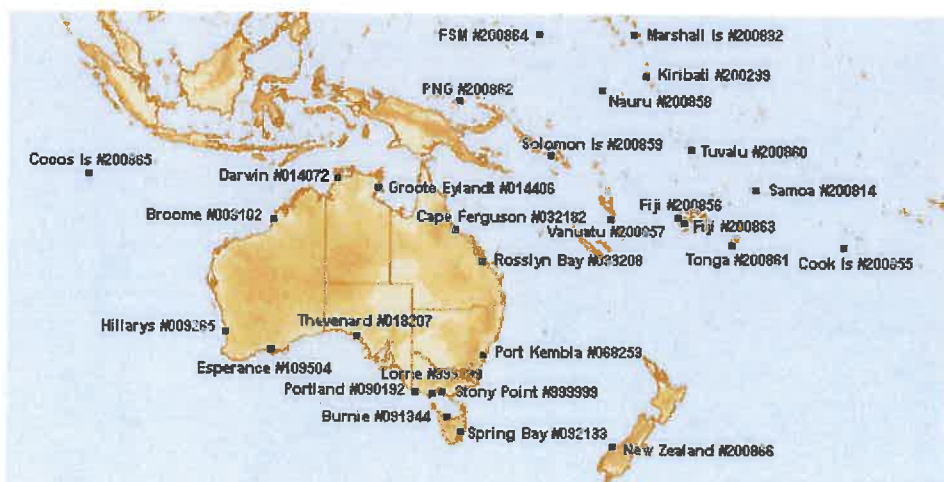 FSM #200864
Marshall Is #200832
Kiribati #200299
PNG #200862
Nauru #200858
Solomon Is #200859
Tuvalu #200860
Cocos Is #200865
Darwin #014072
Groote Eylandt #014406
Samoa #200814
Fiji #200856
Broome #003102
Cape Ferguson #032182
Vanuatu #200857
Fiji #200863
Rosslyn Bay #039208
Tonga #200861
Cook Is #200855
Hillarys #009265
Thevenard #018207
Port Kembla #068253
Esperance #109504
Lorne
Portland #090192
Stony Point #999999
Burnie #091344
Spring Bay #092133
New Zealand #200866